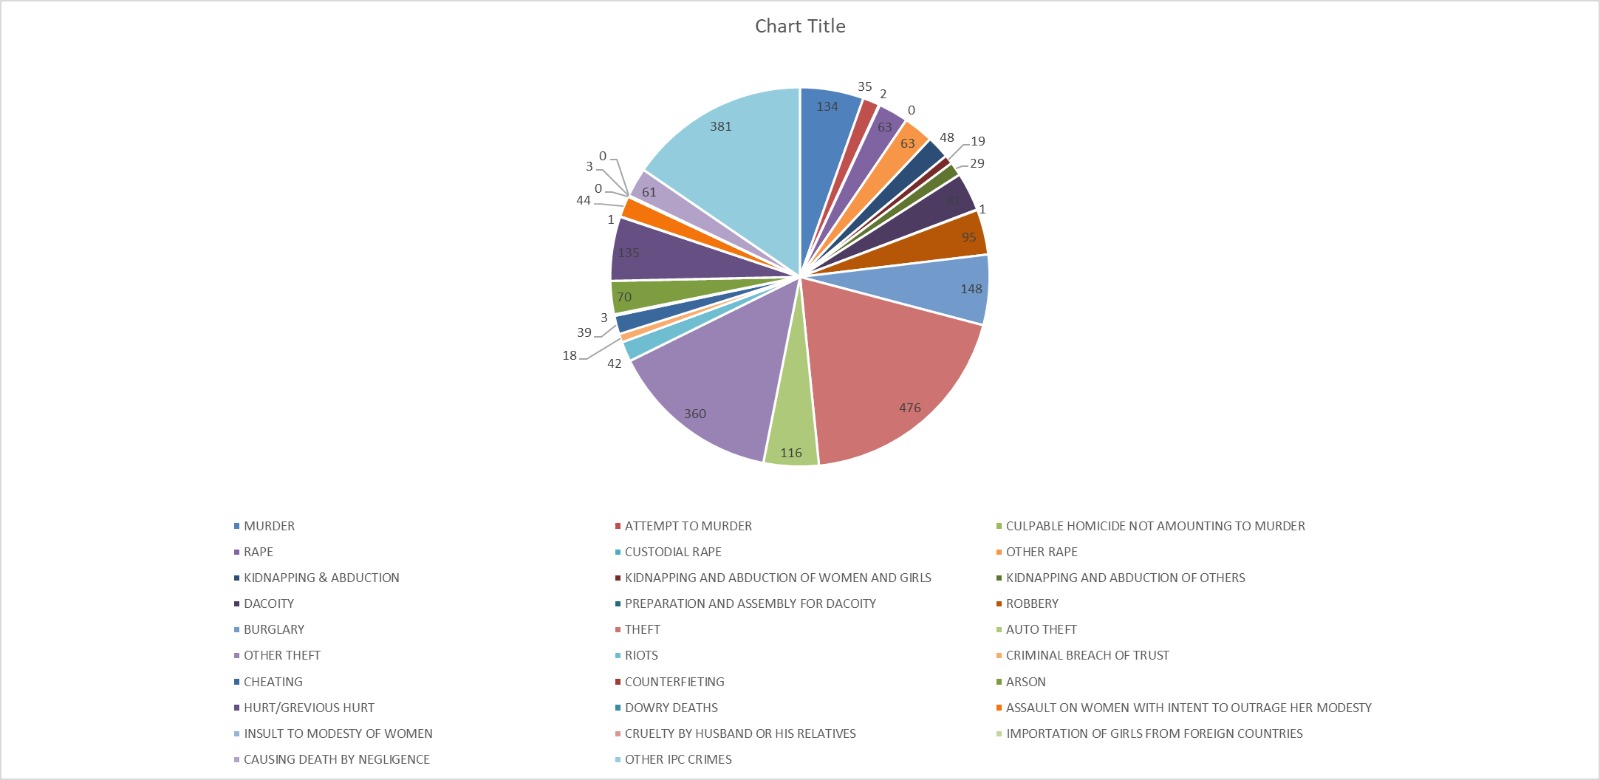 Chart Title
134
35
2
63
0
63
48
19
29
1
95
148
476
116
360
42
18
39
3
70
135
1
44
0
3
0
61
381
MURDER ATTEMPT TO MURDER CULPABLE HOMICIDE NOT AMOUNTING TO MURDER
RAPE CUSTODIAL RAPE OTHER RAPE
KIDNAPPING & ABDUCTION KIDNAPPING AND ABDUCTION OF WOMEN AND GIRLS KIDNAPPING AND ABDUCTION OF OTHERS
DACOITY PREPARATION AND ASSEMBLY FOR DACOITY ROBBERY
BURGLARY THEFT AUTO THEFT
OTHER THEFT RIOTS CRIMINAL BREACH OF TRUST
CHEATING COUNTERFIETING ARSON
HURT/GREVIOUS HURT DOWRY DEATHS ASSAULT ON WOMEN WITH INTENT TO OUTRAGE HER MODESTY
INSULT TO MODESTY OF WOMEN CRUELTY BY HUSBAND OR HIS RELATIVES IMPORTATION OF GIRLS FROM FOREIGN COUNTRIES
CAUSING DEATH BY NEGLIGENCE OTHER IPC CRIMES